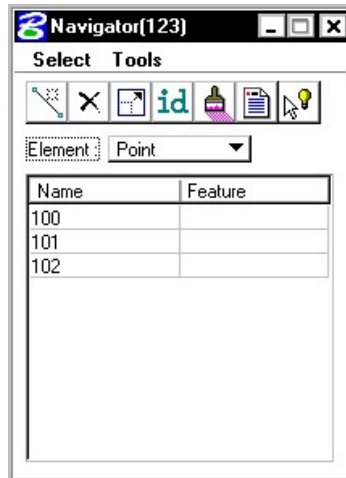 Navigator(123)
Select Tools
id
Element : Point
Name Feature
100
101
102